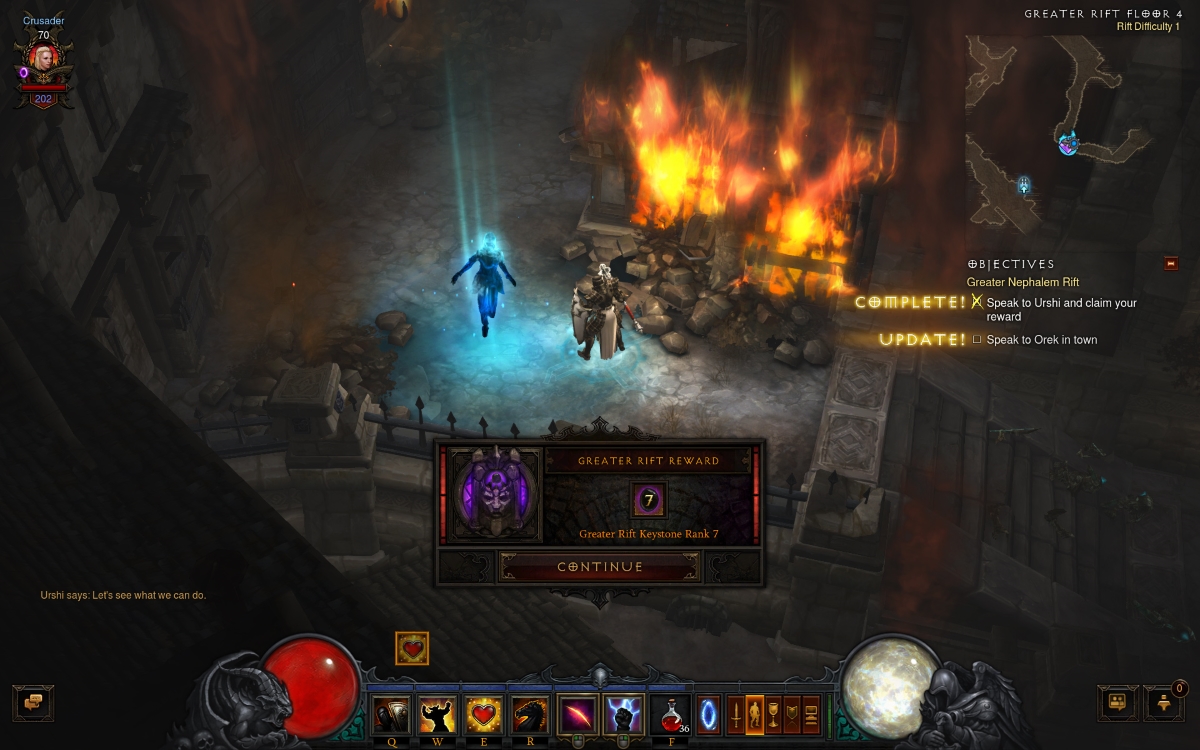 Crusader
70
202
GREATER RIFT FLOOR 4
Rift Difficulty 1
OBJECTIVES
Greater Nephalem Rift
COMPLETE! Speak to Urshi and claim your
reward
UPDATE! Speak to Orek in town
GREATER RIFT REWARD
7
Greater Rift Keystone Rank 7
CONTINUE
Urshi says: Let's see what we can do.
36
0
Q W E R F